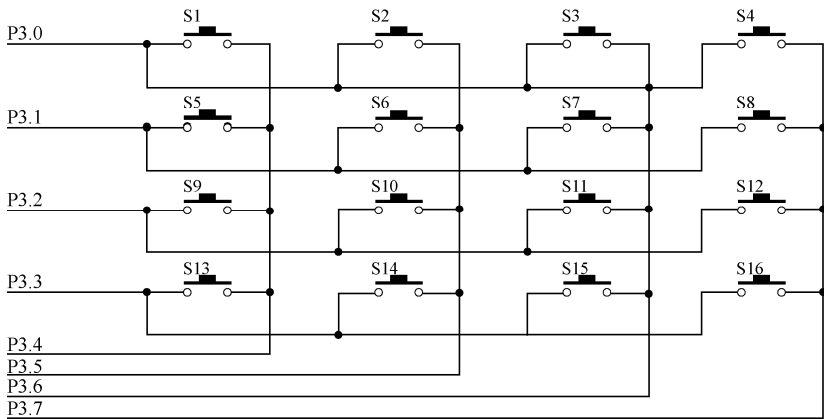 S1 S2 S3 S4
P3.0
S5 S6 S7 S8
P3.1
S9 S10 S11 S12
P3.2
S13 S14 S15 S16
P3.3
P3.4
P3.5
P3.6
P3.7